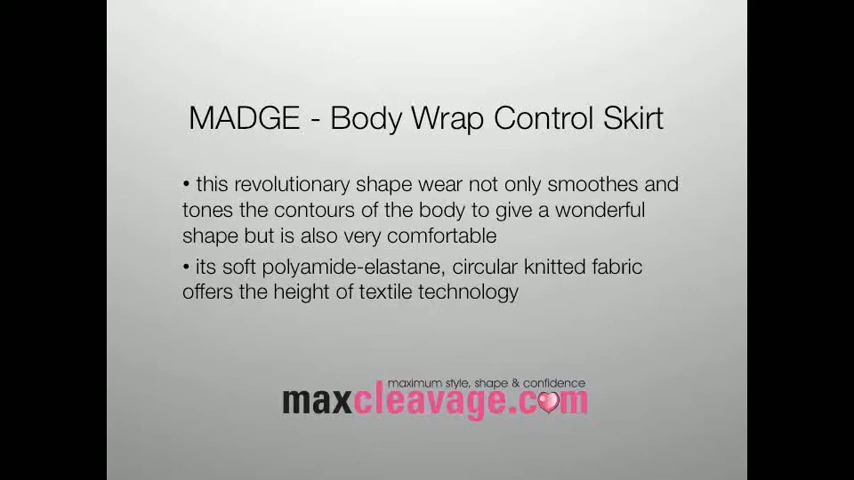 MADGE - Body Wrap Control Skirt
• this revolutionary shape wear not only smoothes and
tones the contours of the body to give a wonderful
shape but is also very comfortable
• its soft polyamide-elastane, circular knitted fabric
offers the height of textile technology
maximum style, shape & confidence
maxcleavage.com